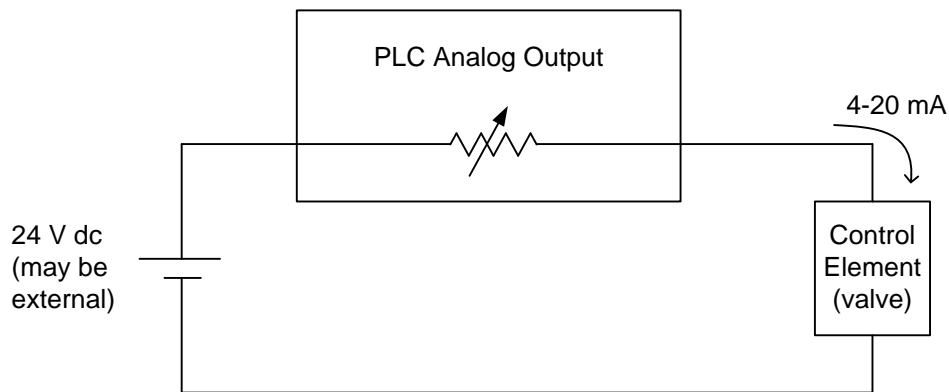 PLC Analog Output
4-20 mA
24 V dc
(may be
external)
Control
Element
(valve)